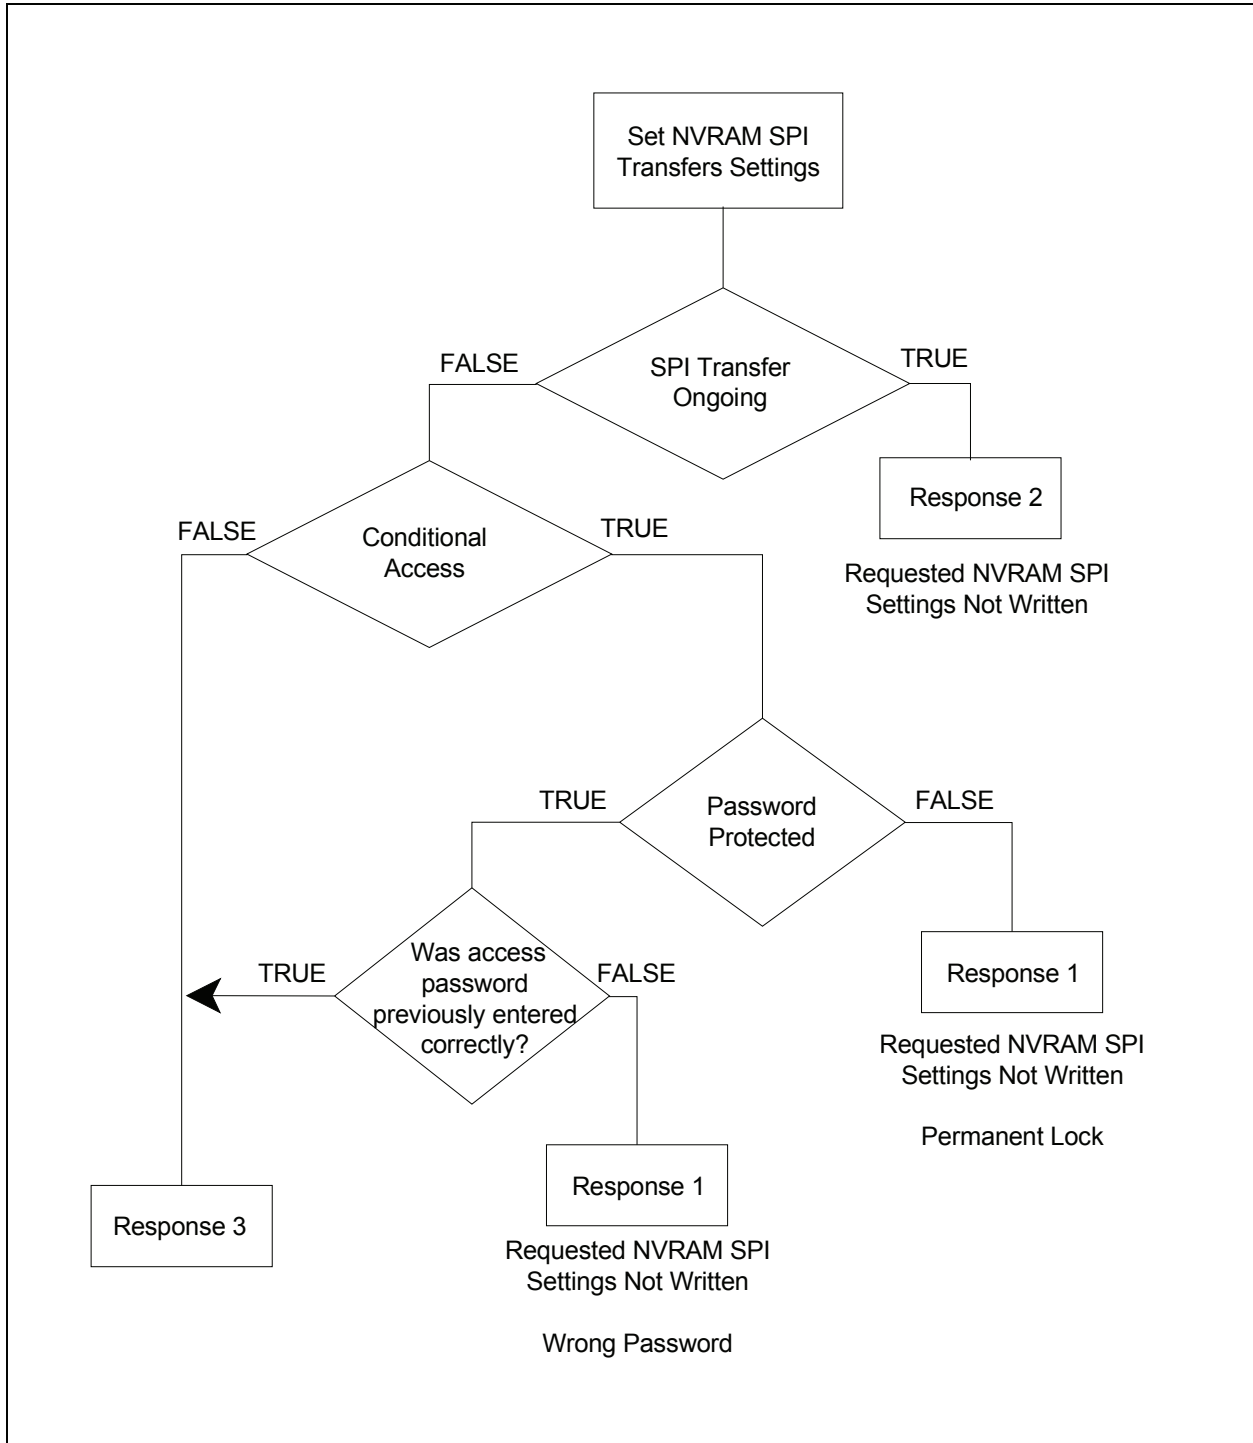 Set NVRAM SPI
Transfers Settings
FALSE
TRUE
SPI Transfer
Ongoing
Response 2
FALSE
TRUE
Conditional
Access
Requested NVRAM SPI
Settings Not Written
TRUE
FALSE
Password
Protected
TRUE
FALSE
Was access
password
previously entered
correctly?
Response 1
Requested NVRAM SPI
Settings Not Written
Permanent Lock
Response 3
Response 1
Requested NVRAM SPI
Settings Not Written
Wrong Password